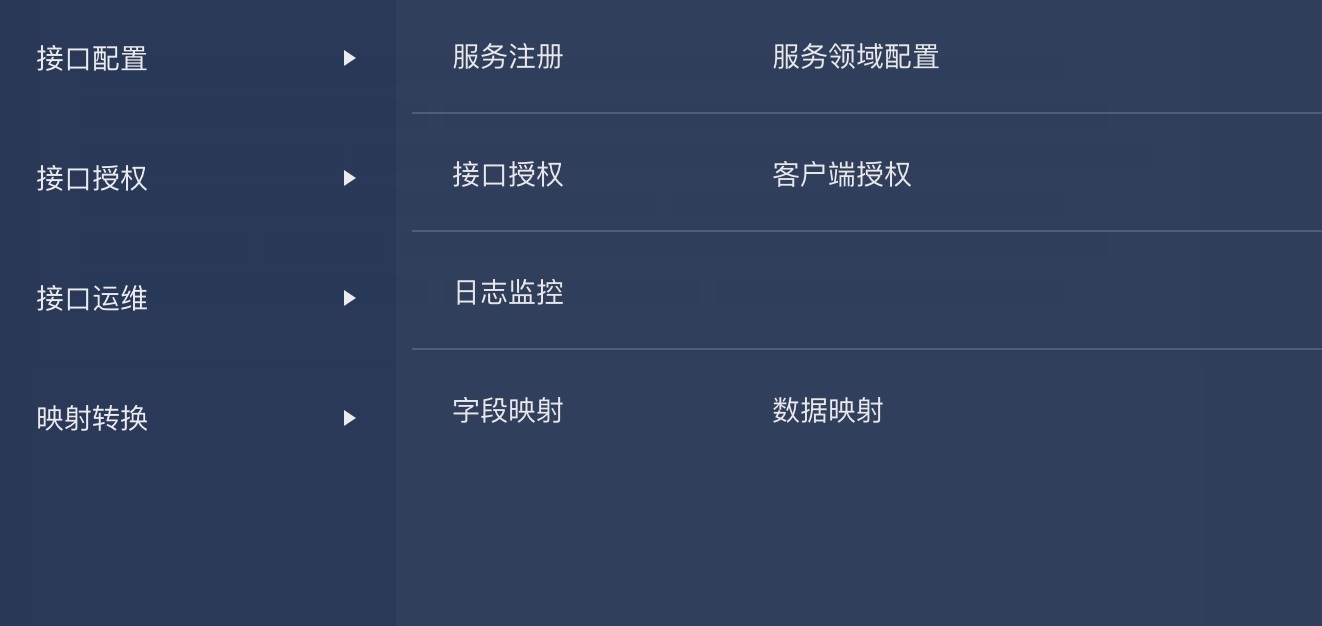 接口配置 服务注册 服务领域配置
接口授权 接口授权 客户端授权
接口运维 日志监控
映射转换 字段映射 数据映射